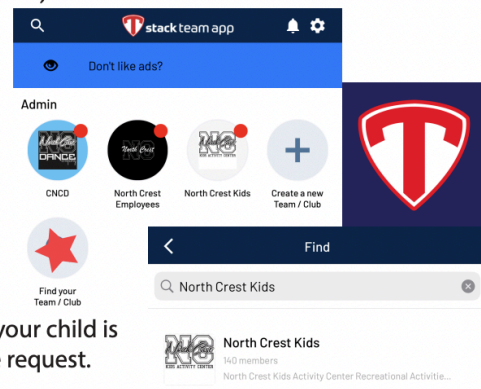 stack team app
Don't like ads?
Admin
CNCD
North Crest
Employees
North Crest Kids
Create a new
Team / Club
Find your
Team / Club
Find
North Crest Kids
North Crest Kids
140 members
North Crest Kids Activity Center Recreational Activitie...
your child is
request.